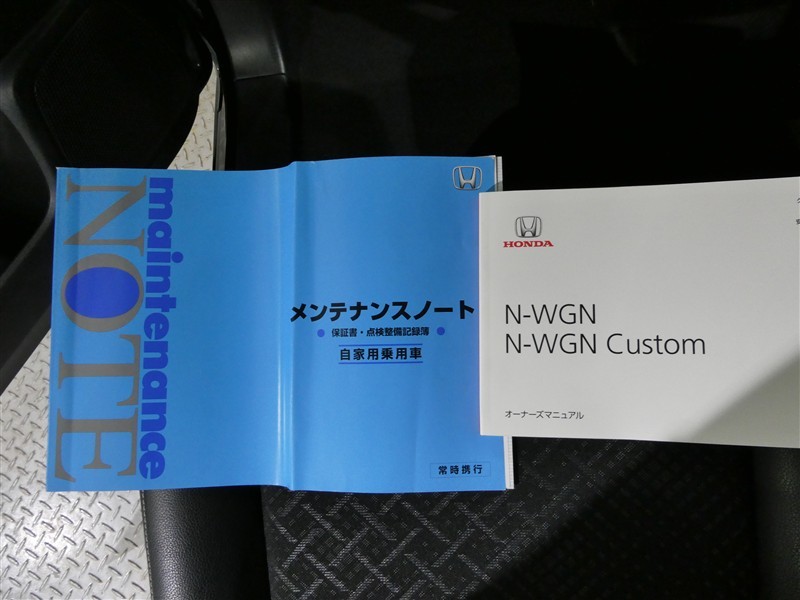 maintenance
NOTE
メンテナンスノート
● 保証書・点検整備記録簿 ●
自家用乗用車
常時携行
HONDA
N-WGN
N-WGN Custom
オーナーズマニュアル